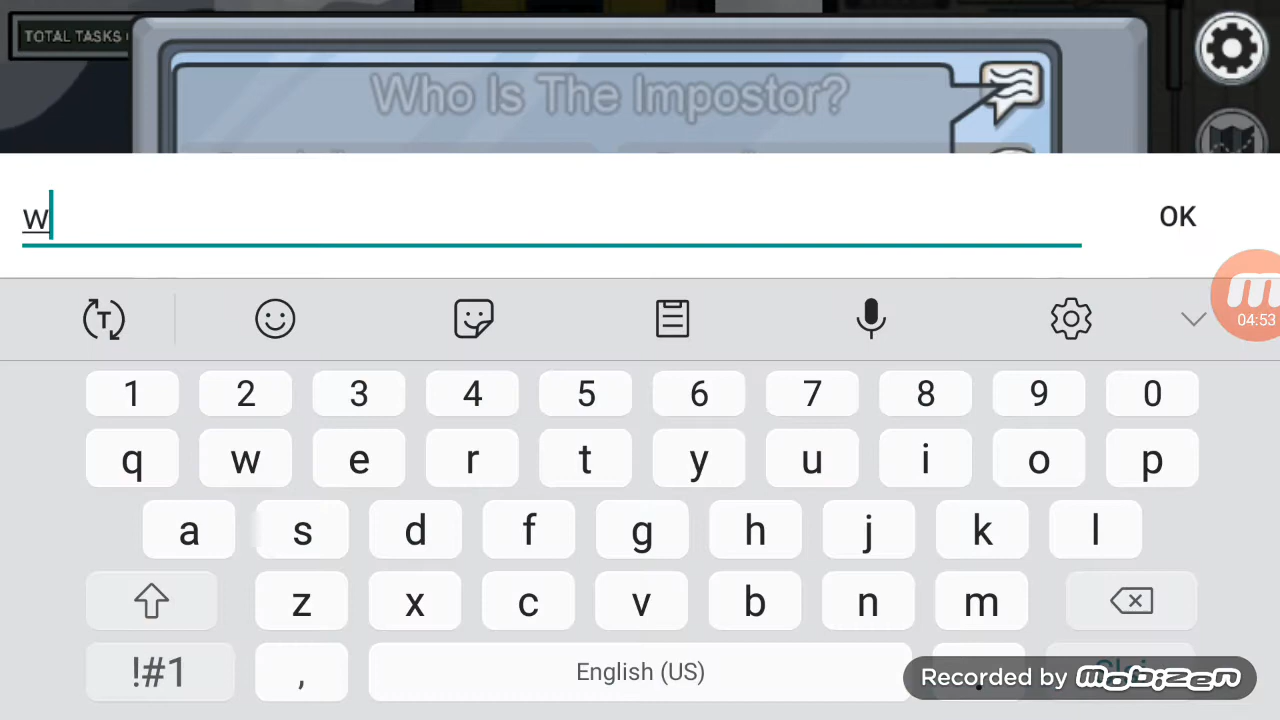 TOTAL TASKS
Who Is The Impostor?
w
OK
04:53
1 2 3 4 5 6 7 8 9 0
q w e r t y u i o p
a s d f g h j k l
z x c v b n m
!#1 , English (US) .
Recorded by mobizen